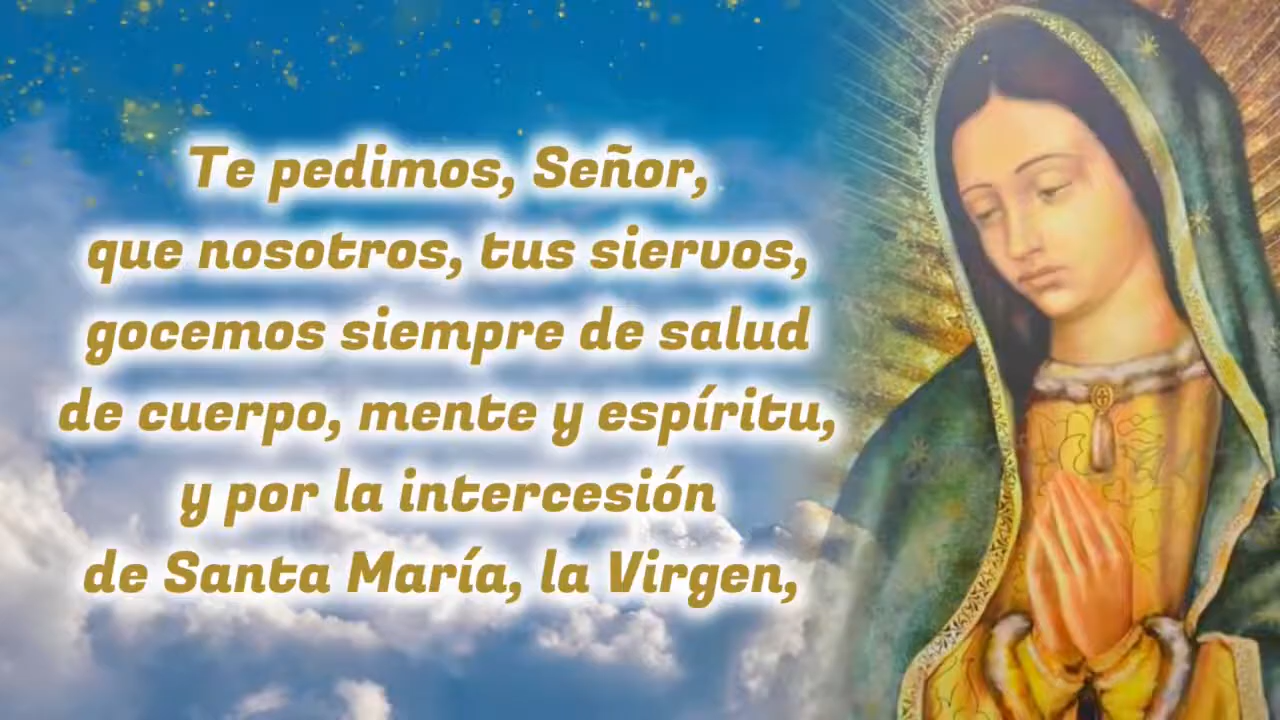 Te pedimos, Señor,
que nosotros, tus siervos,
gocemos siempre de salud
de cuerpo, mente y espíritu,
y por la intercesión
de Santa María, la Virgen,